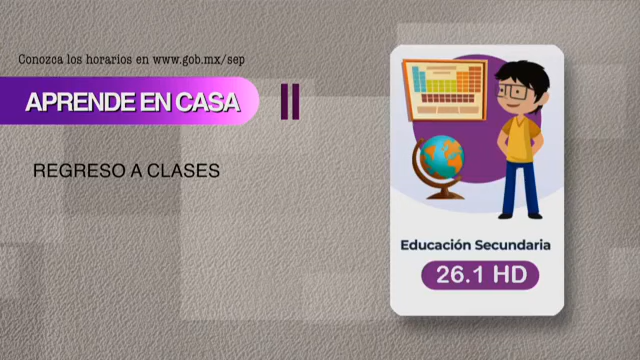 Conozca los horarios en www.gob.mx/sep
APRENDE EN CASA II
REGRESO A CLASES
Educación Secundaria
26.1 HD